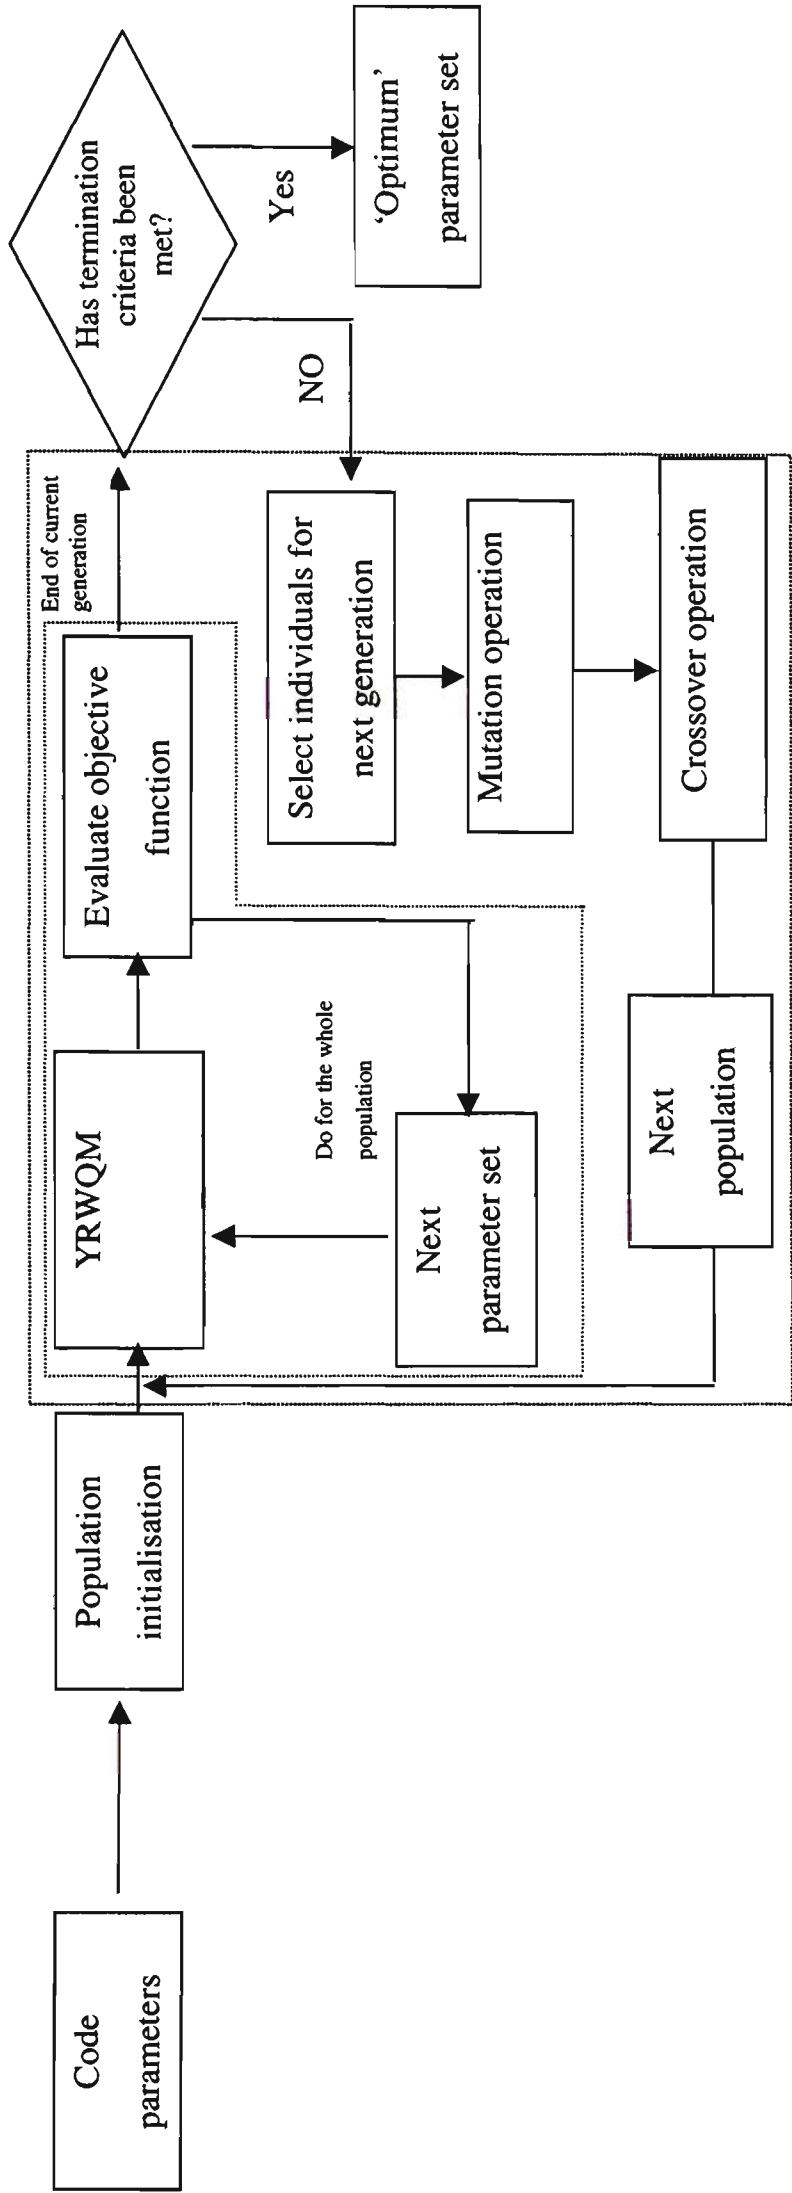 Code
parameters
Population
initialisation
YRWQM
Evaluate objective
function
Next
parameter set
Do for the whole
population
End of current
generation
Has termination
criteria been
met?
Yes
‘Optimum’
parameter set
NO
Select individuals for
next generation
Mutation operation
Crossover operation
Next
population